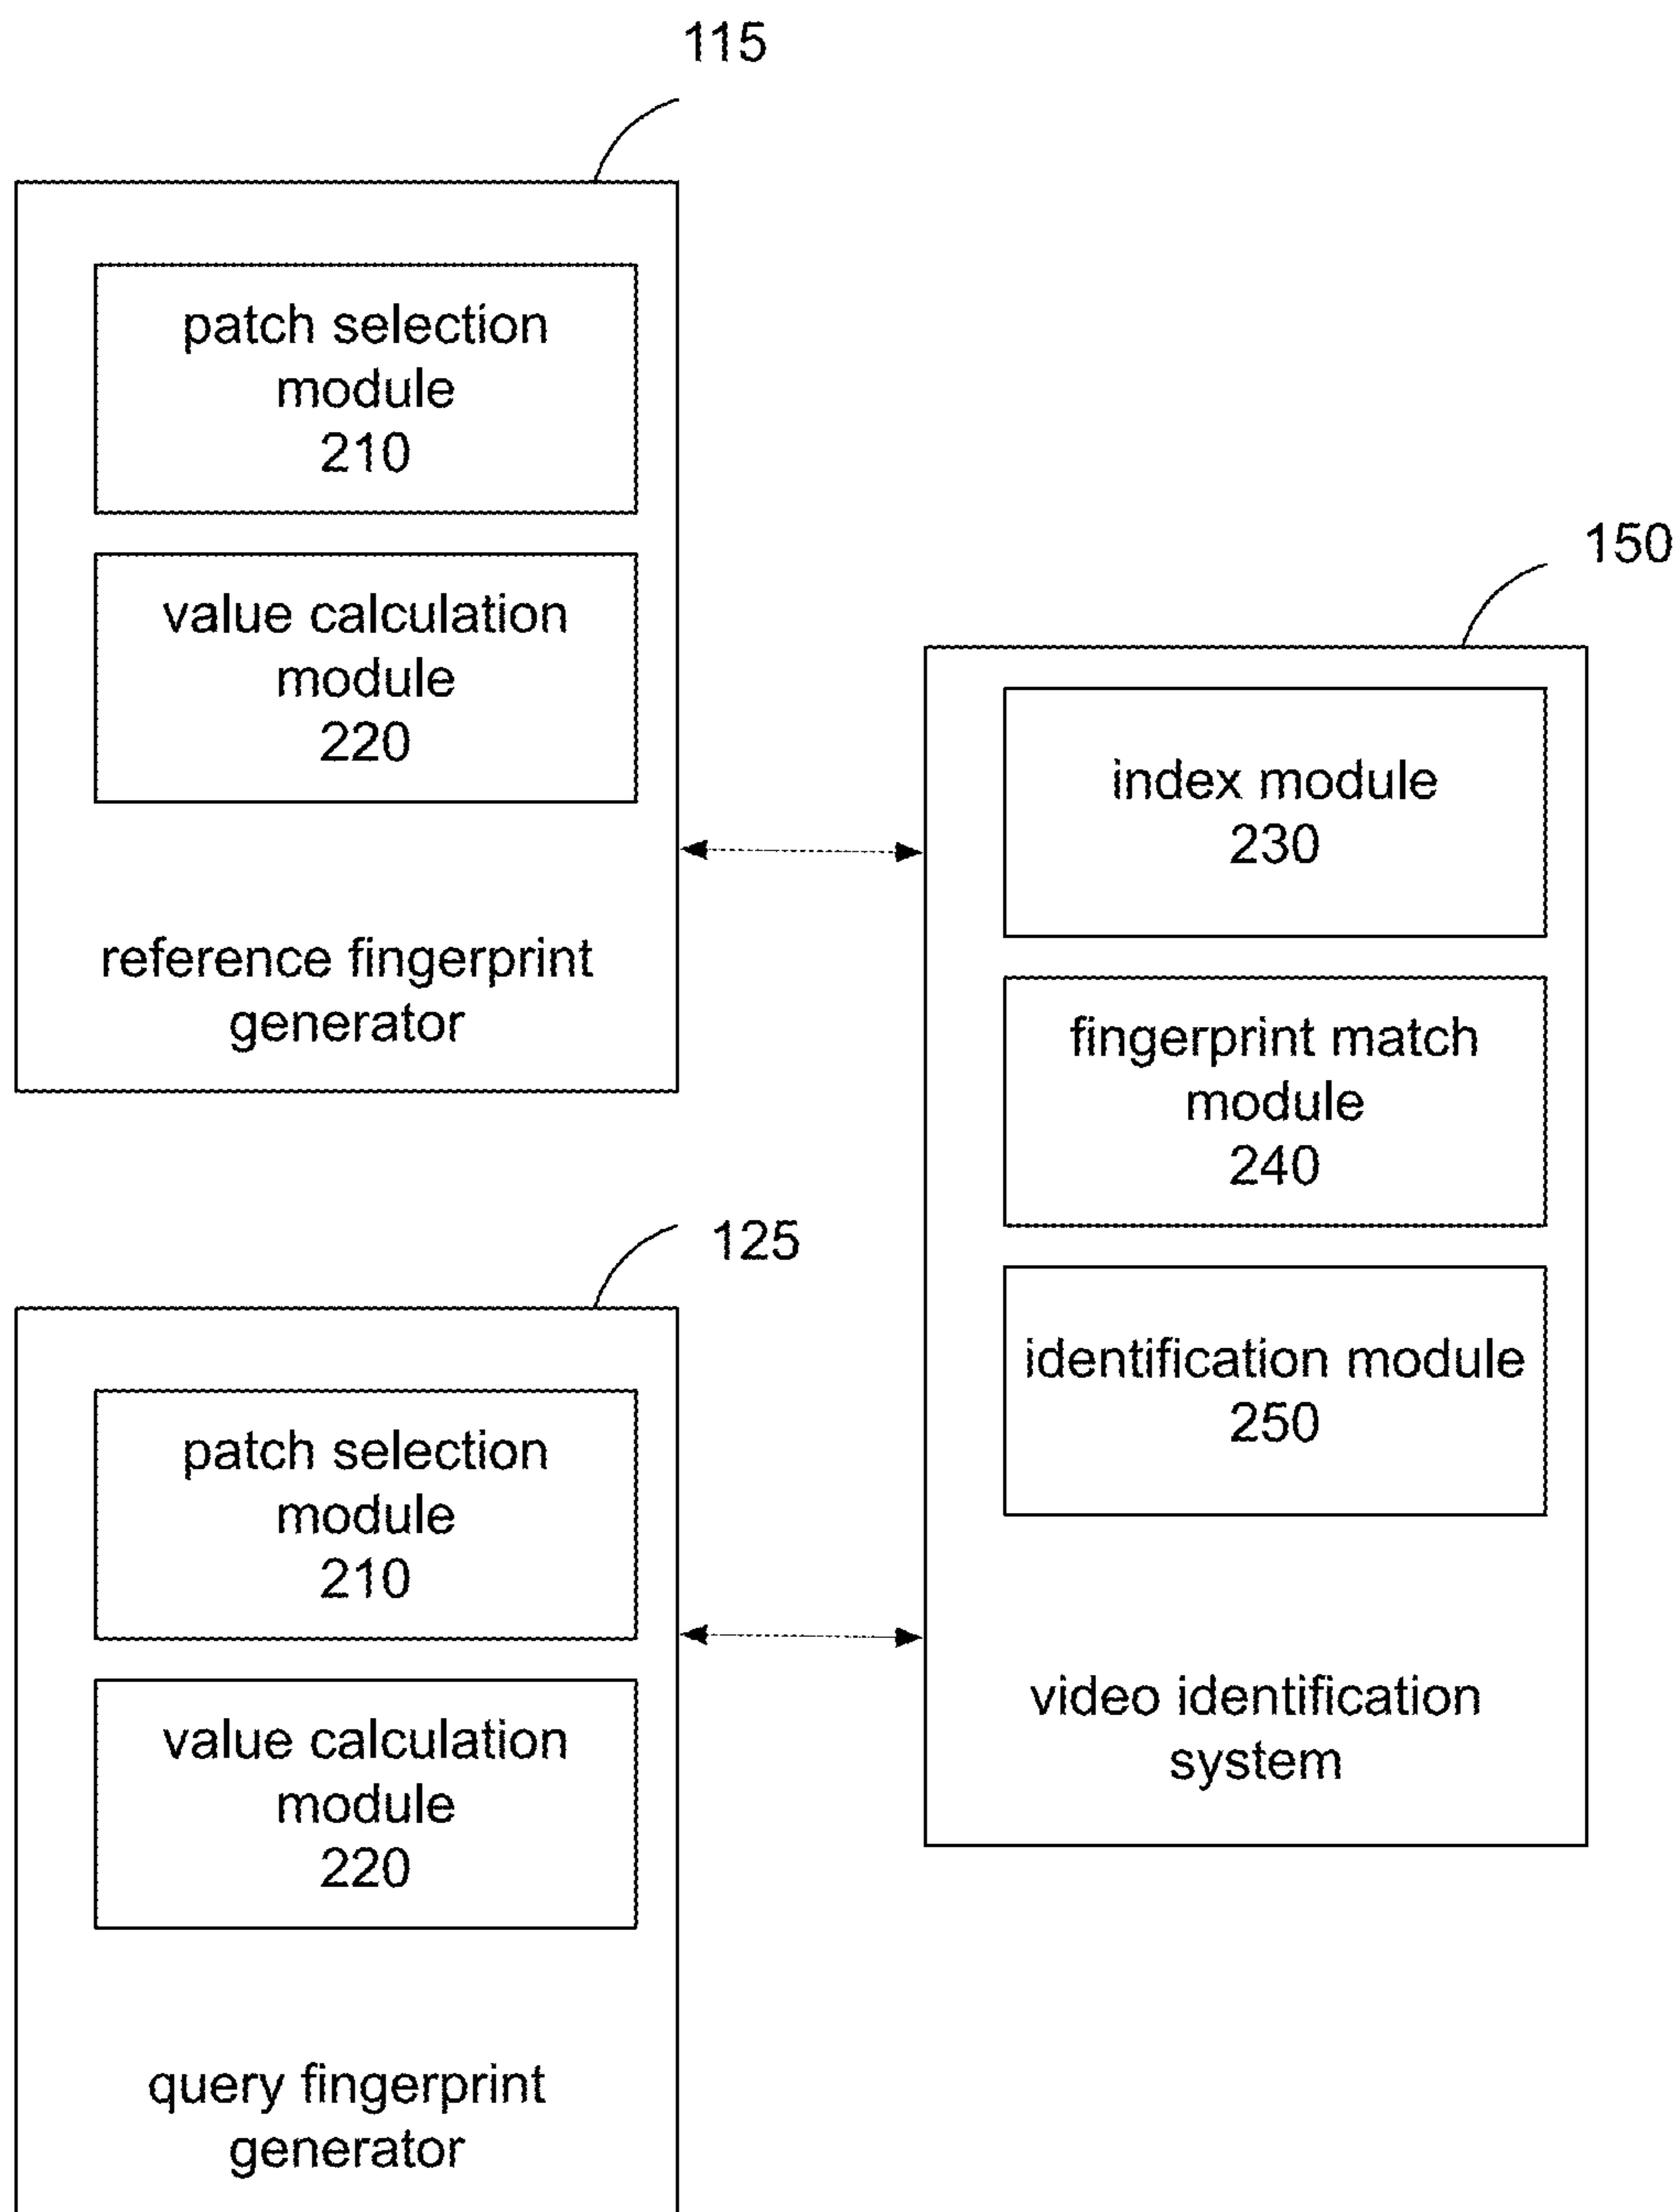 115
patch selection
module
210
value calculation
module
220
reference fingerprint
generator
150
index module
230
fingerprint match
module
240
identification module
250
video identification
system
125
patch selection
module
210
value calculation
module
220
query fingerprint
generator